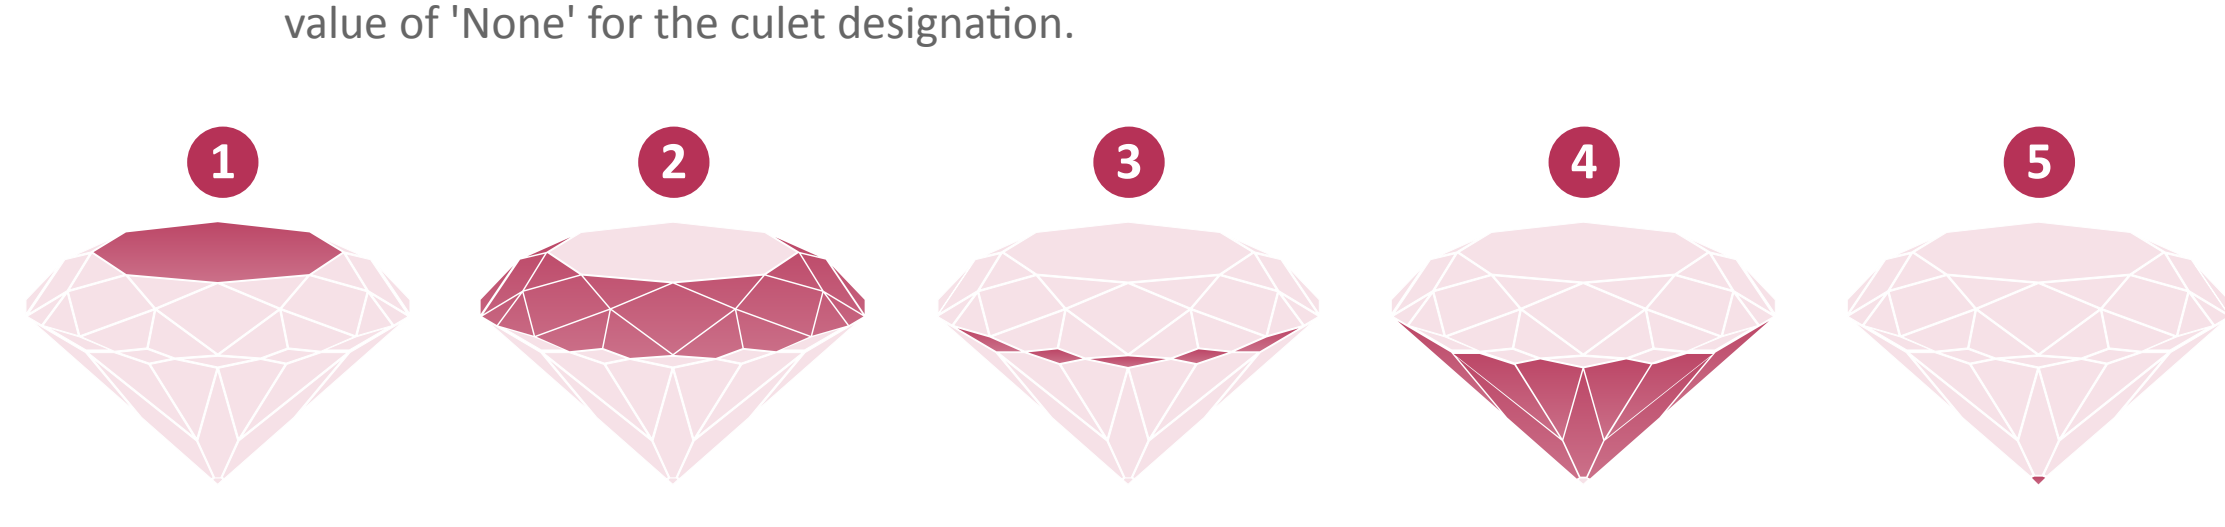 value of 'None' for the culet designation.
1 2 3 4 5